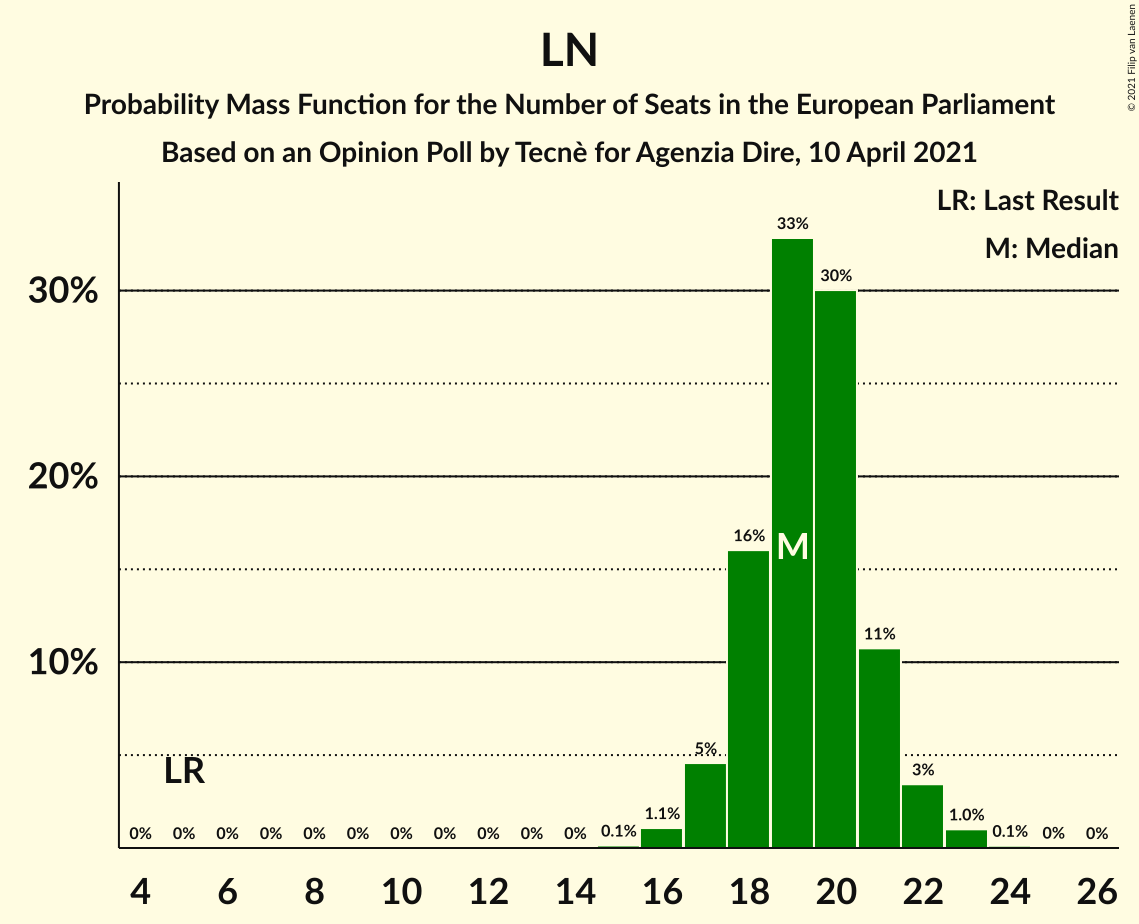 LN
Probability Mass Function for the Number of Seats in the European Parliament
Based on an Opinion Poll by Tecnè for Agenzia Dire, 10 April 2021
© 2021 Filip van Laenen
LR: Last Result
M: Median
33%
30%
30%
20%
16%
M
11%
10%
5%
LR
3%
0% 0% 0% 0% 0% 0% 0% 0% 0% 0% 0% 0.1% 1.1% 1.0% 0.1% 0% 0%
4 6 8 10 12 14 16 18 20 22 24 26